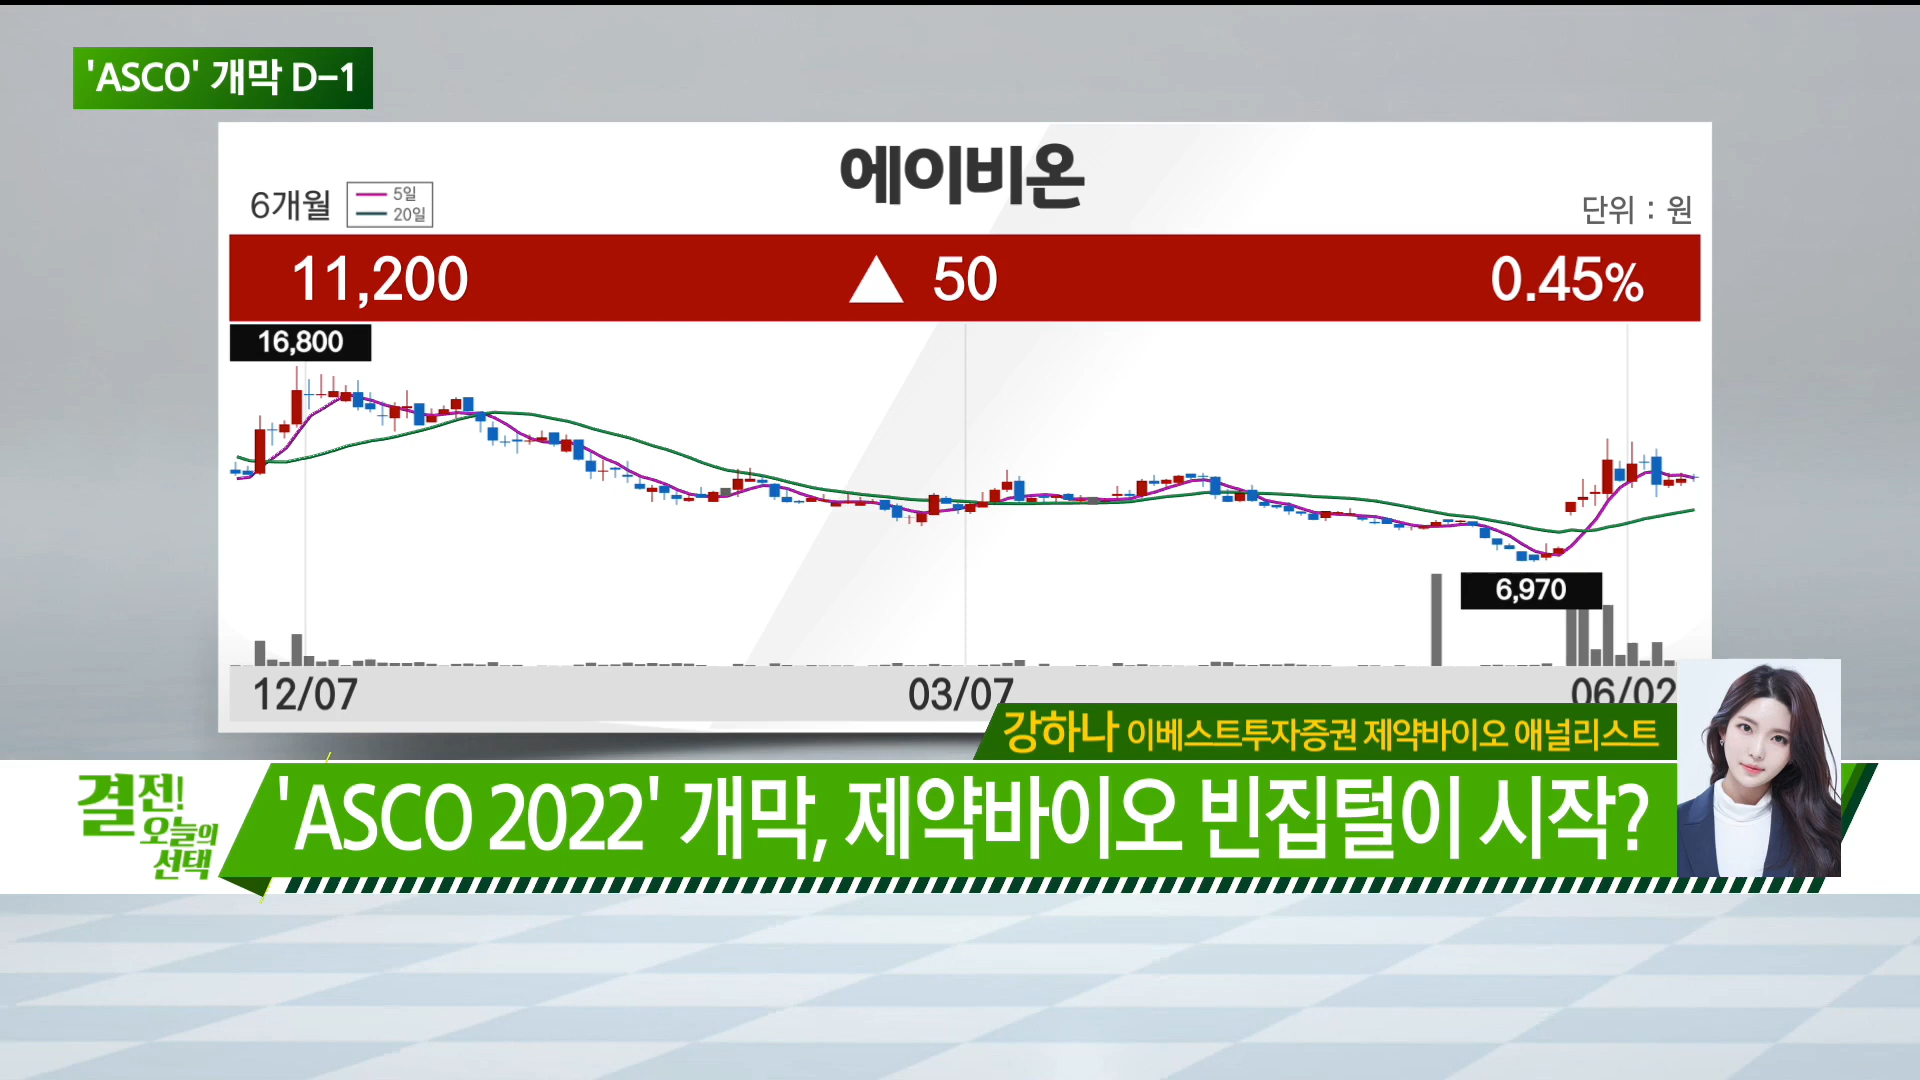 'ASCO' 개막 D-1
에이비온
6개월
5일
20일
단위 : 원
11,200 ▲ 50 0.45%
16,800
6,970
12/07 03/07 06/02
강하나 이베스트투자증권 제약바이오 애널리스트
결전!
오늘의
선택
'ASCO 2022' 개막, 제약바이오 빈집털이 시작?